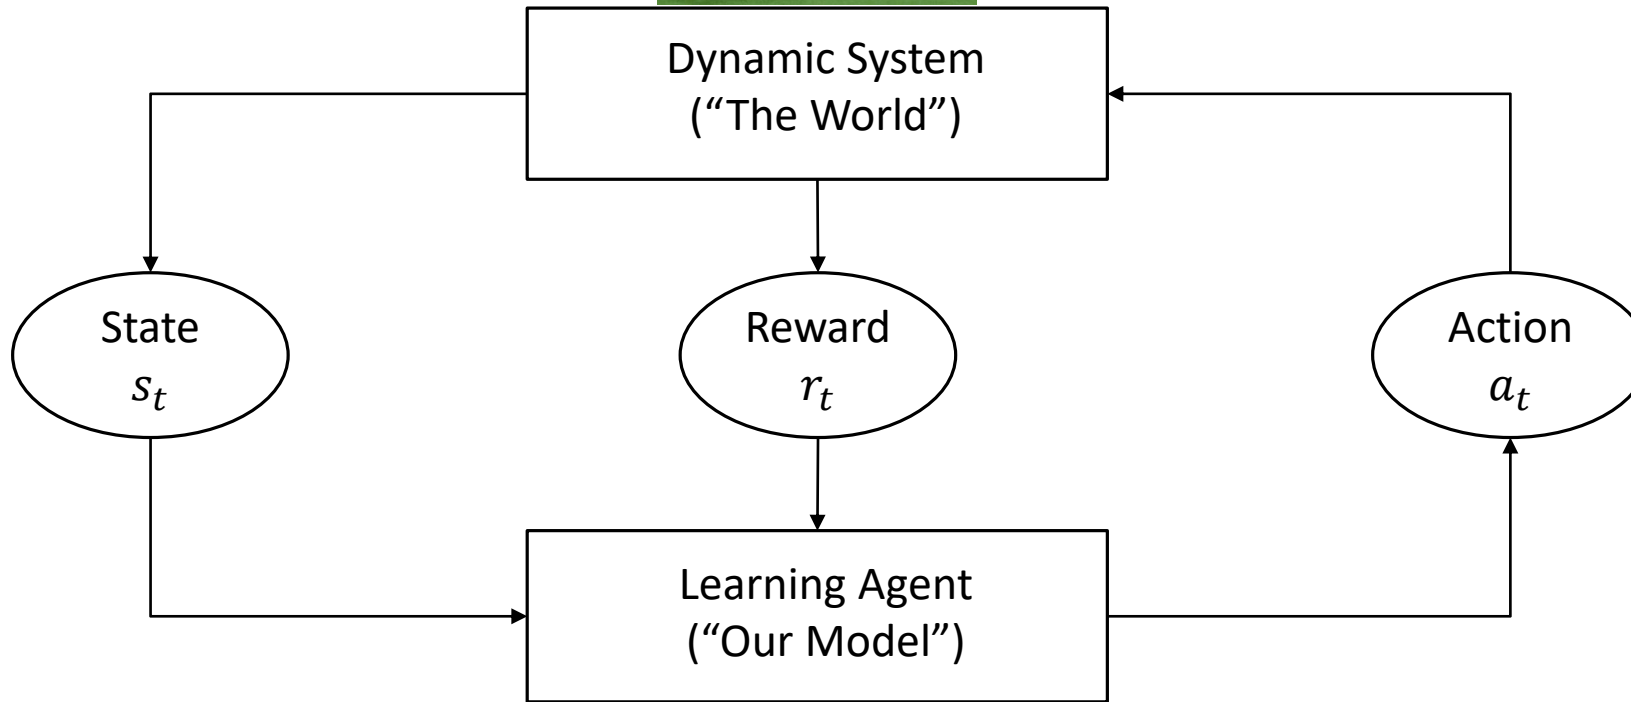 Dynamic System
(“The World”)
State
s_t
Reward
r_t
Action
a_t
Learning Agent
(“Our Model”)